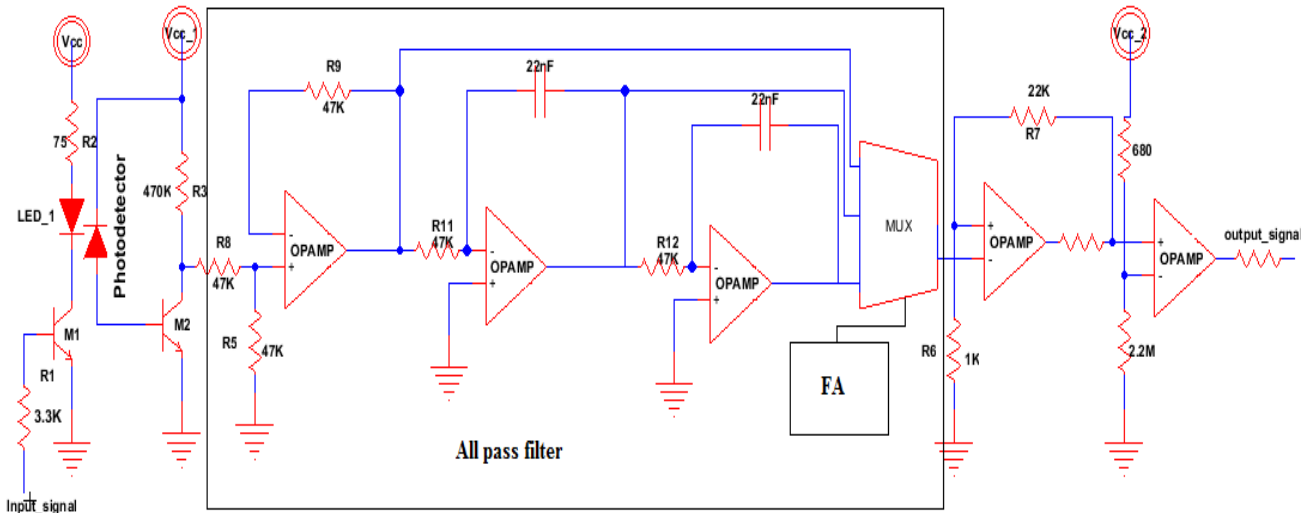 Vcc
Vcc_1
75
R2
LED_1
Photodetector
470K
R3
M1
M2
R1
3.3K
Input_signal
R8
47K
R5
47K
R9
47K
-
+
OPAMP
R11
47K
22nF
-
+
OPAMP
R12
47K
22nF
-
+
OPAMP
MUX
FA
All pass filter
22K
R7
+
-
OPAMP
R6
1K
Vcc_2
680
2.2M
+
-
OPAMP
output_signal